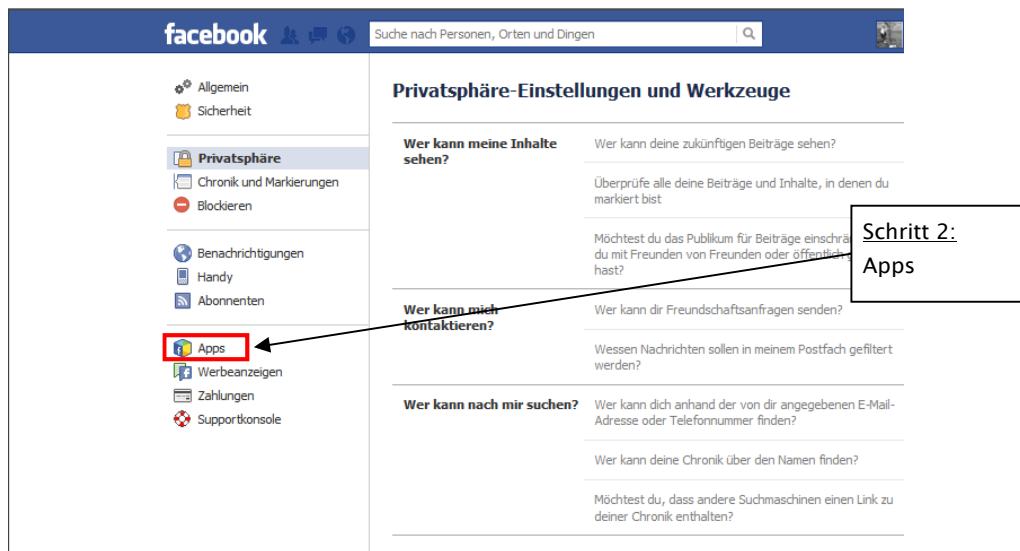 facebook
Suche nach Personen, Orten und Dingen
Allgemein
Sicherheit
Privatsphäre
Chronik und Markierungen
Blockieren
Benachrichtigungen
Handy
Abonnenten
Apps
Werbeanzeigen
Zahlungen
Supportkonsole
Privatsphäre-Einstellungen und Werkzeuge
Wer kann meine Inhalte
sehen?
Wer kann deine zukünftigen Beiträge sehen?
Überprüfe alle deine Beiträge und Inhalte, in denen du
markiert bist
Möchtest du das Publikum für Beiträge
du mit Freunden von Freunden oder öffentlich
hast?
Wer kann mich
kontaktieren?
Wer kann dir Freundschaftsanfragen senden?
Wessen Nachrichten sollen in meinem Postfach gefiltert
werden?
Wer kann nach mir suchen?
Wer kann dich anhand der von dir angegebenen E-Mail-
Adresse oder Telefonnummer finden?
Wer kann deine Chronik über den Namen finden?
Möchtest du, dass andere Suchmaschinen einen Link zu
deiner Chronik enthalten?
Schritt 2:
Apps